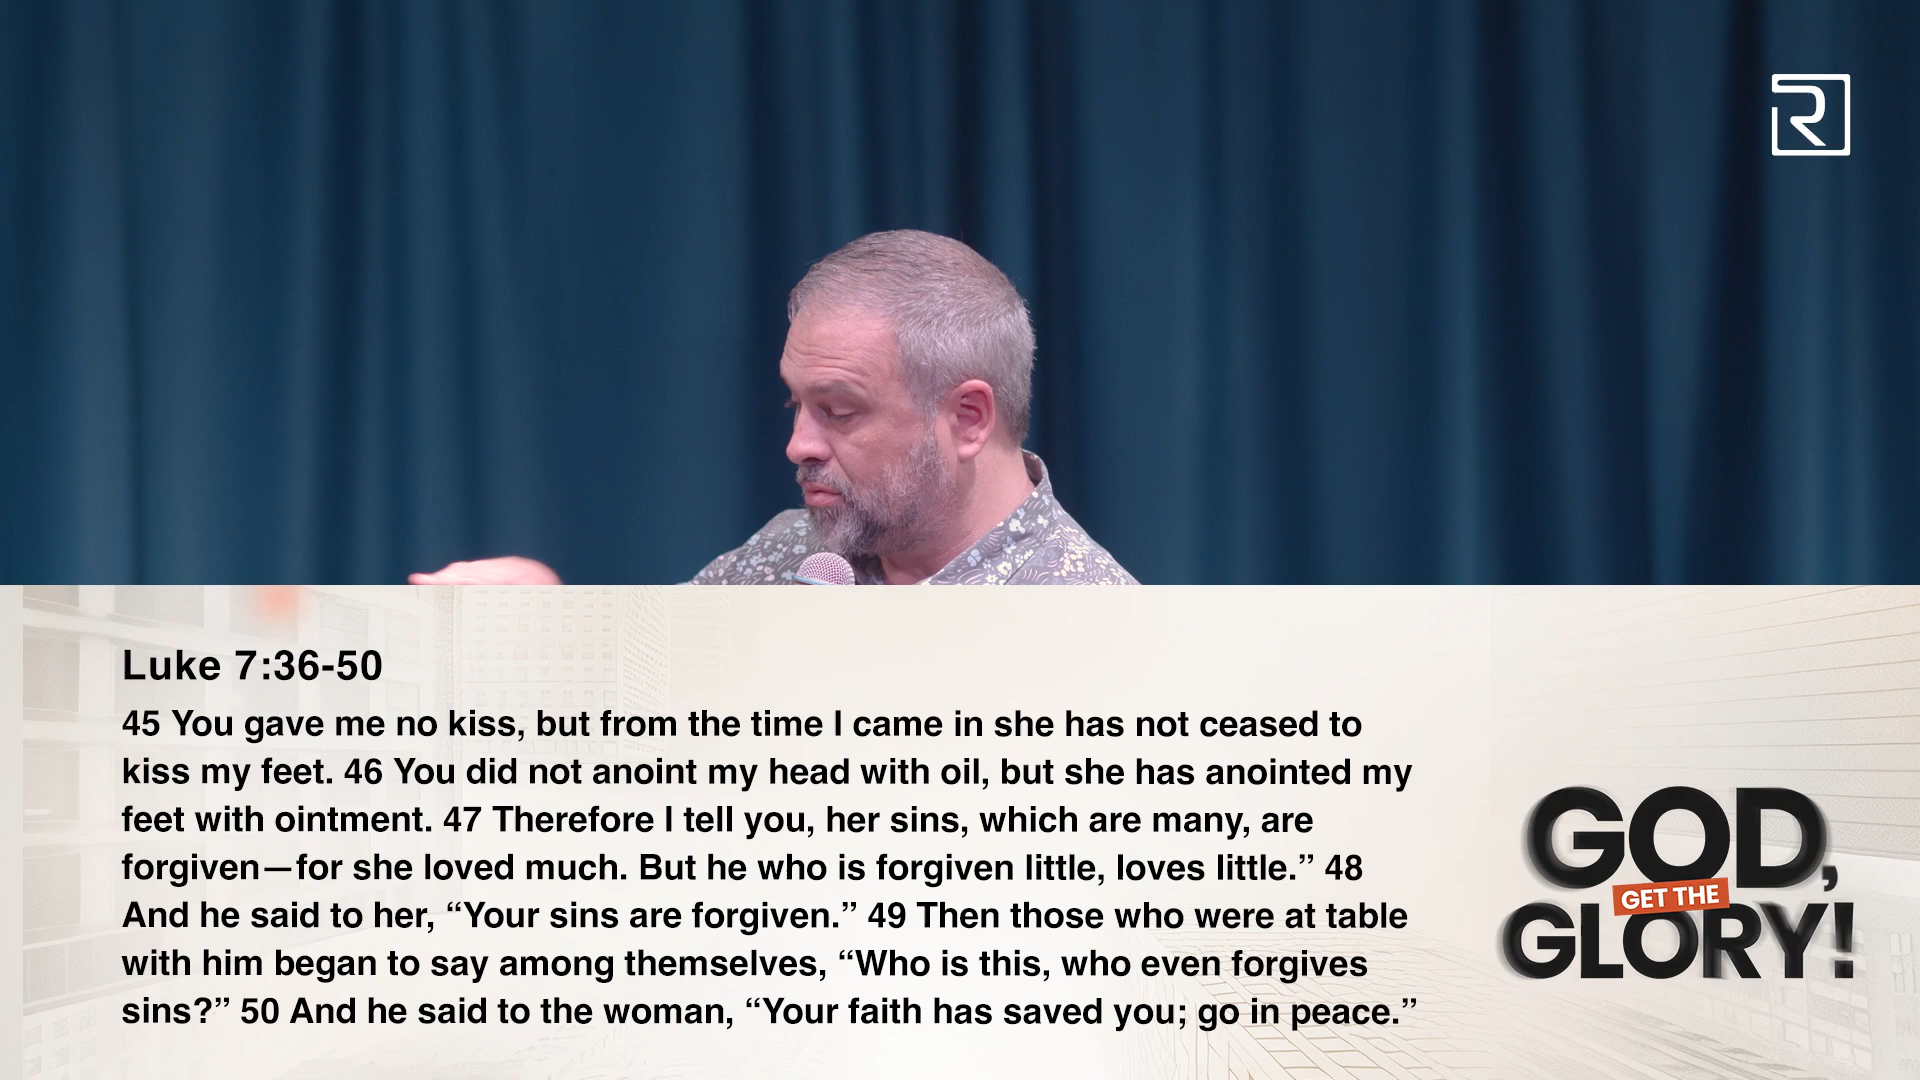 R
Luke 7:36-50
45 You gave me no kiss, but from the time I came in she has not ceased to
kiss my feet. 46 You did not anoint my head with oil, but she has anointed my
feet with ointment. 47 Therefore I tell you, her sins, which are many, are
forgiven—for she loved much. But he who is forgiven little, loves little.” 48
And he said to her, “Your sins are forgiven.” 49 Then those who were at table
with him began to say among themselves, “Who is this, who even forgives
sins?” 50 And he said to the woman, “Your faith has saved you; go in peace.”
GOD,
GET THE
GLORY!